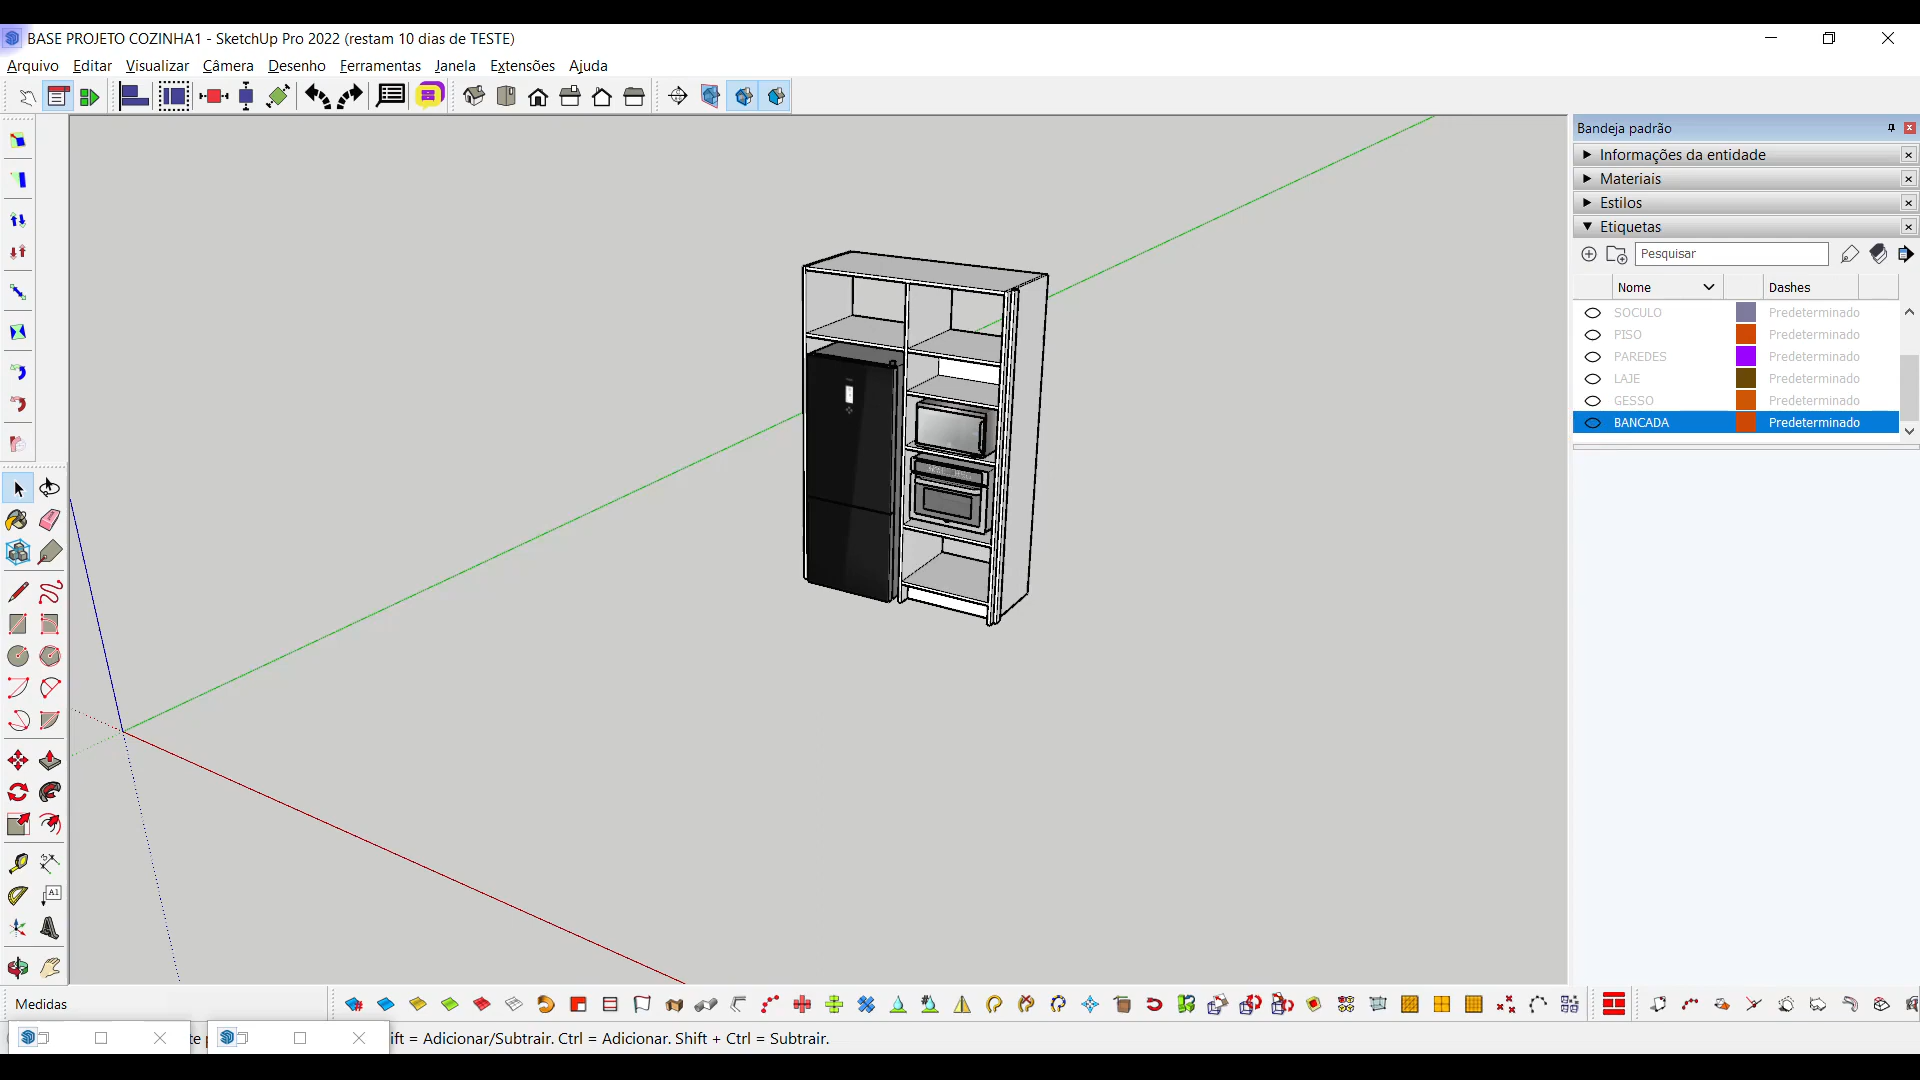 BASE PROJETO COZINHA1 - SketchUp Pro 2022 (restam 10 dias de TESTE)
Arquivo Editar Visualizar Câmera Desenho Ferramentas Janela Extensões Ajuda
Bandeja padrão
Informações da entidade
Materiais
Estilos
Etiquetas
Pesquisar
Nome Dashes
SOCULO Predeterminado
PISO Predeterminado
PAREDES Predeterminado
LAJE Predeterminado
GESSO Predeterminado
BANCADA Predeterminado
A1
Medidas
ift = Adicionar/Subtrair. Ctrl = Adicionar. Shift + Ctrl = Subtrair.